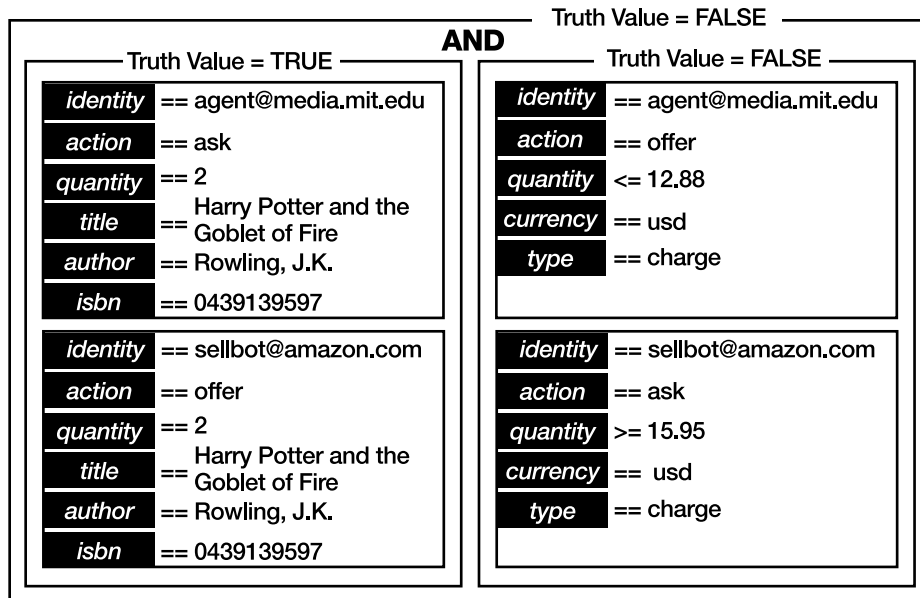 Truth Value = FALSE
AND
Truth Value = TRUE
identity == agent@media.mit.edu
action == ask
quantity == 2
title == Harry Potter and the
Goblet of Fire
author == Rowling, J.K.
isbn == 0439139597
identity == sellbot@amazon.com
action == offer
quantity == 2
title == Harry Potter and the
Goblet of Fire
author == Rowling, J.K.
isbn == 0439139597
Truth Value = FALSE
identity == agent@media.mit.edu
action == offer
quantity <= 12.88
currency == usd
type == charge
identity == sellbot@amazon.com
action == ask
quantity >= 15.95
currency == usd
type == charge